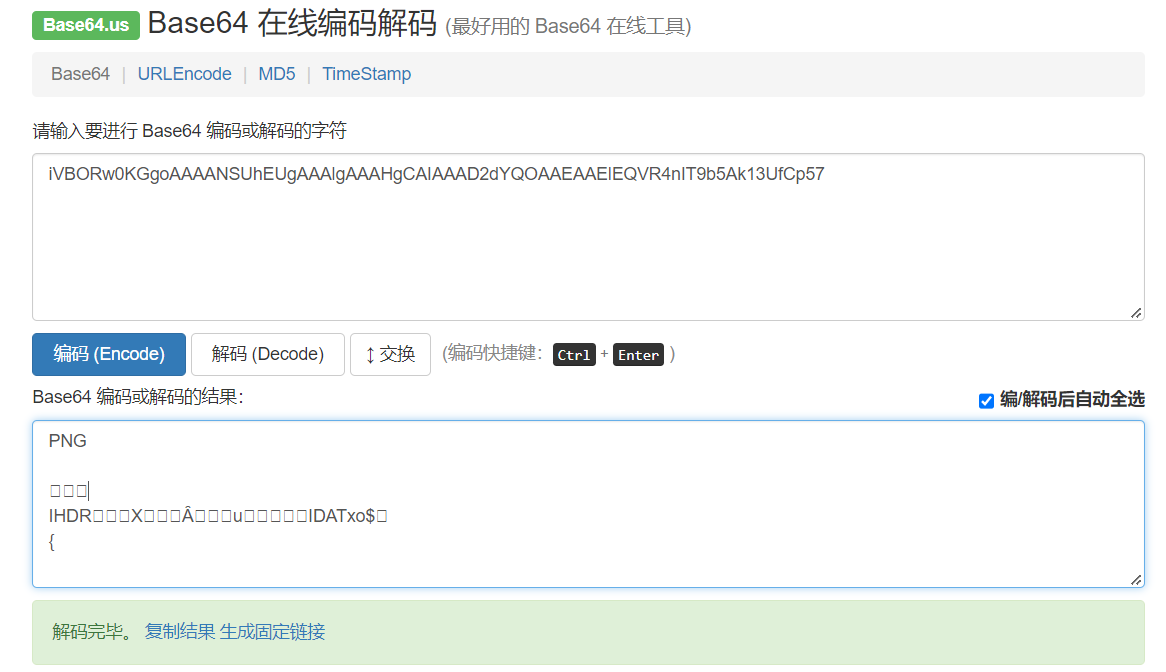 Base64.us Base64 在线编码解码 (最好用的 Base64 在线工具)
Base64 | URLEncode | MD5 | TimeStamp
请输入要进行 Base64 编码或解码的字符
iVBORw0KGgoAAAANSUhEUgAAAlgAAAHgCAIAAAD2dYQOAAEAAElEQVR4nIT9b5Ak13UfCp57
编码 (Encode) 解码 (Decode) ↕ 交换 (编码快捷键: Ctrl + Enter )
Base64 编码或解码的结果: 编/解码后自动全选
PNG
□□□
IHDR□□□X□□□Â□□□u□□□□□IDATxo$□
{
解码完毕。 复制结果 生成固定链接